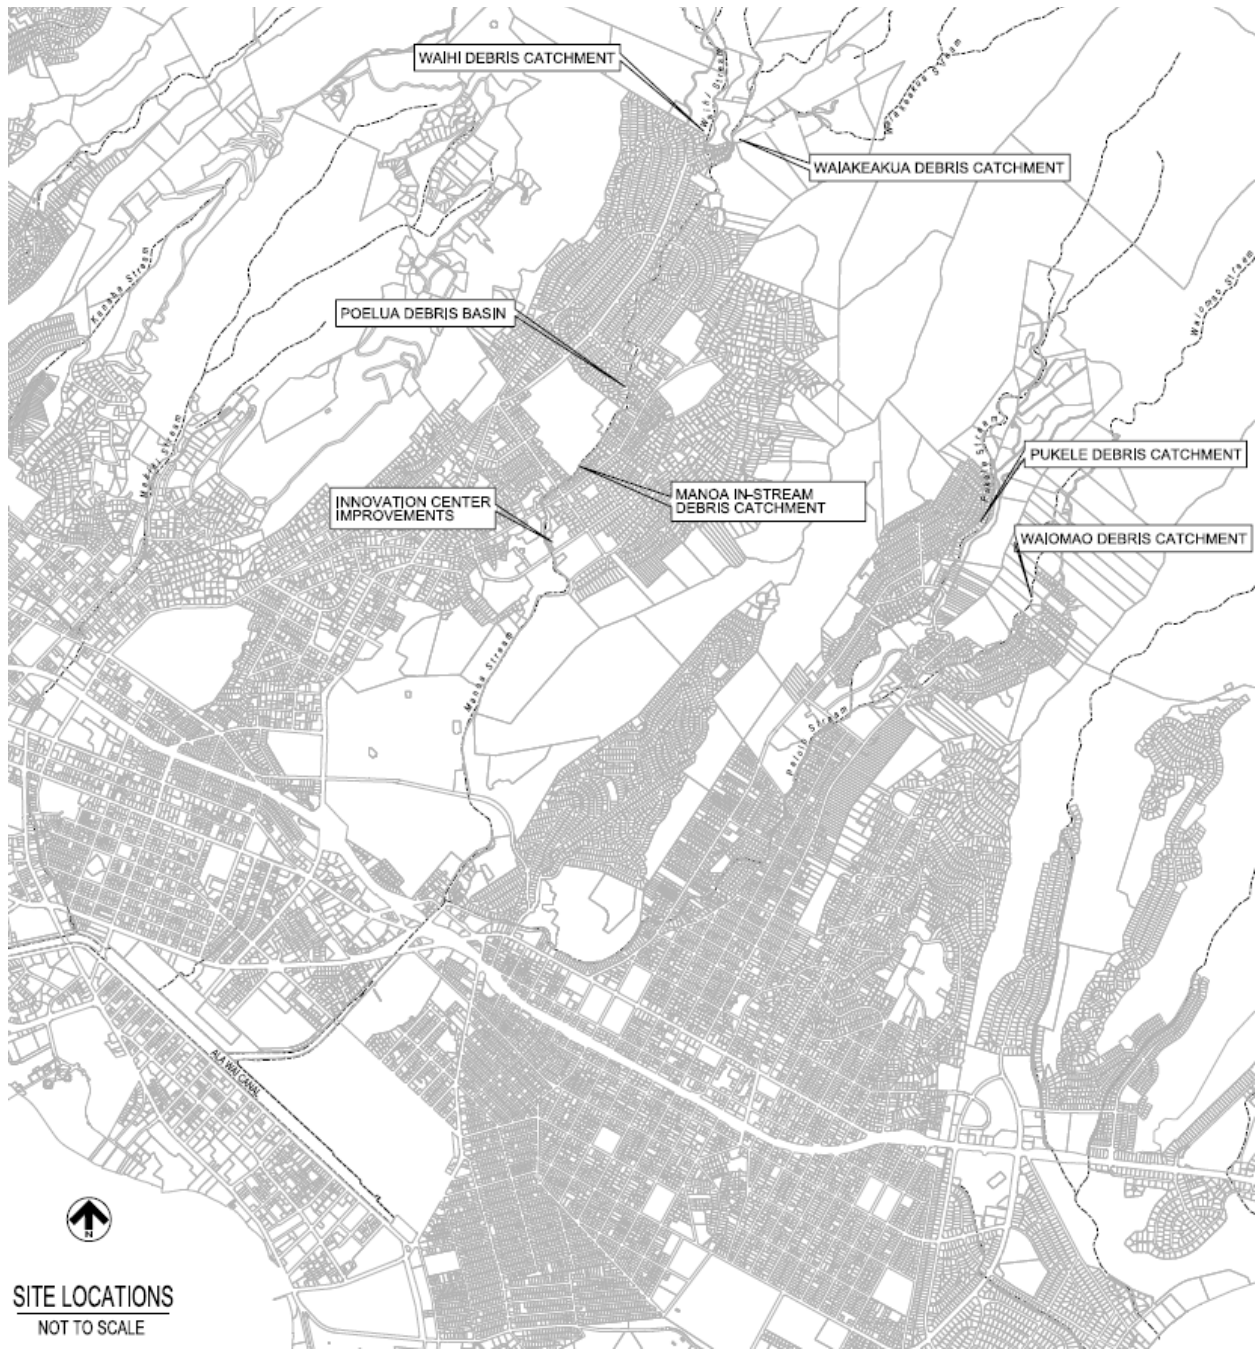 WAIHI DEBRIS CATCHMENT
Waihi Stream
Waiakeakua Stream
WAIAKEAKUA DEBRIS CATCHMENT
Kanaha Stream
Waiomao Stream
POELUA DEBRIS BASIN
Makiki Stream
Pukele Stream
PUKELE DEBRIS CATCHMENT
INNOVATION CENTER
IMPROVEMENTS
MANOA IN-STREAM
DEBRIS CATCHMENT
WAIOMAO DEBRIS CATCHMENT
Manoa Stream
Palolo Stream
ALA WAI CANAL
N
SITE LOCATIONS
NOT TO SCALE